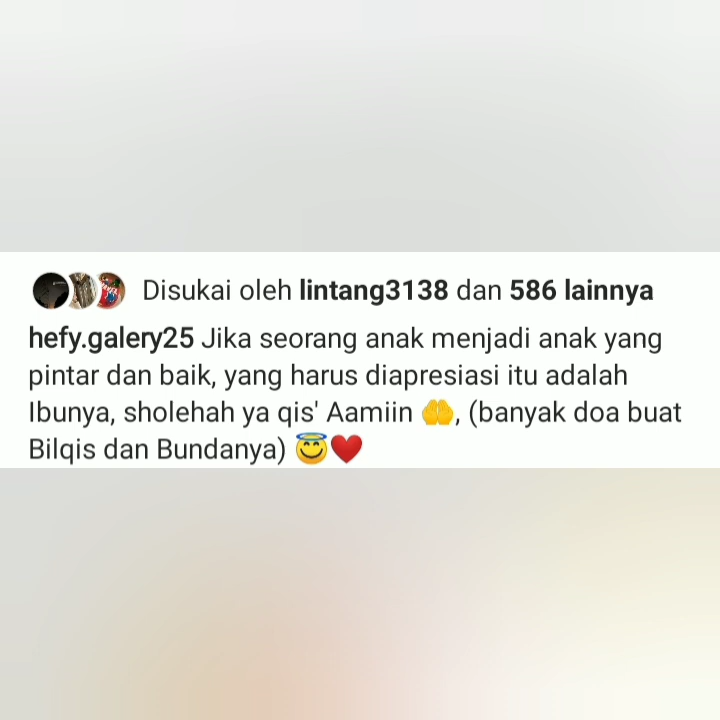 Disukai oleh lintang3138 dan 586 lainnya
hefy.galery25 Jika seorang anak menjadi anak yang
pintar dan baik, yang harus diapresiasi itu adalah
Ibunya, sholehah ya qis' Aamiin 🤲, (banyak doa buat
Bilqis dan Bundanya) 😇❤️